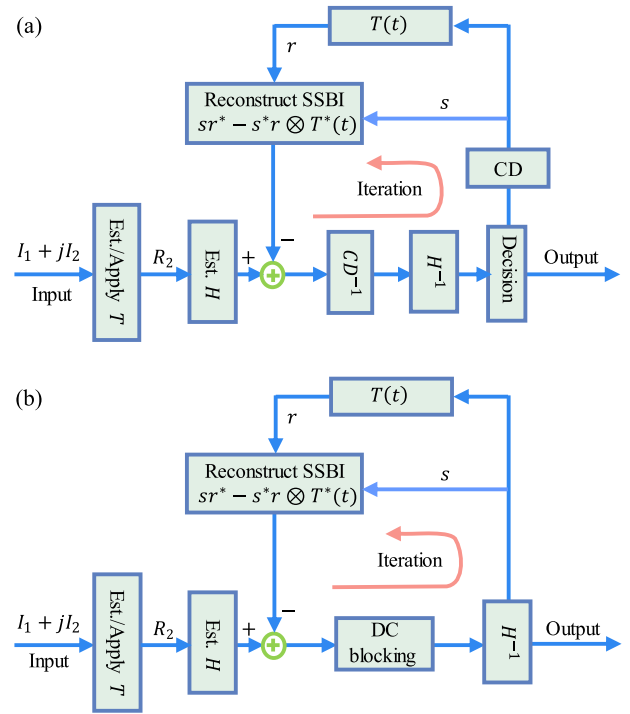 (a)
T(t)
r
Reconstruct SSBI
sr* − s*r ⊗ T*(t)
s
CD
Iteration
−
I₁ + jI₂
Input
Est./Apply T
R₂
Est. H
+
CD⁻¹
H⁻¹
Decision
Output
(b)
T(t)
r
Reconstruct SSBI
sr* − s*r ⊗ T*(t)
s
Iteration
−
I₁ + jI₂
Input
Est./Apply T
R₂
Est. H
+
DC
blocking
H⁻¹
Output